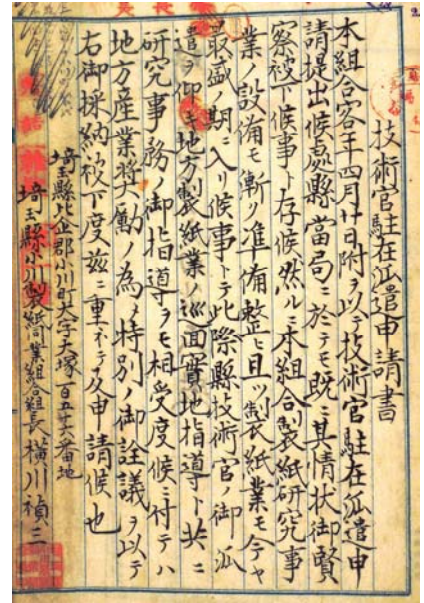 技術官駐在派遣申請書
本組合客年四月廿日附ヲ以テ技術官駐在派遣申
請提出候處縣當局ニ於テモ既ニ其情状御賢
察被下候事ト存候然ルニ本組合製紙研究事
業ノ設備モ漸ク準備整ヒ且ツ製紙業モ今ヤ
最盛ノ期ニ入リ候事トテ此際縣技術官ノ御派
遣ヲ仰キ地方製紙業ノ巡回實地指導ト共ニ
研究事務ノ御指導ヲモ相受度候ニ付テハ
地方産業奨励ノ為メ特別ノ御詮議ヲ以テ
右御採納被下度茲ニ重ネテ及申請候也
埼玉縣比企郡小川町大字大塚百五十六番地
埼玉縣小川製紙同業組合組長 横川禎三